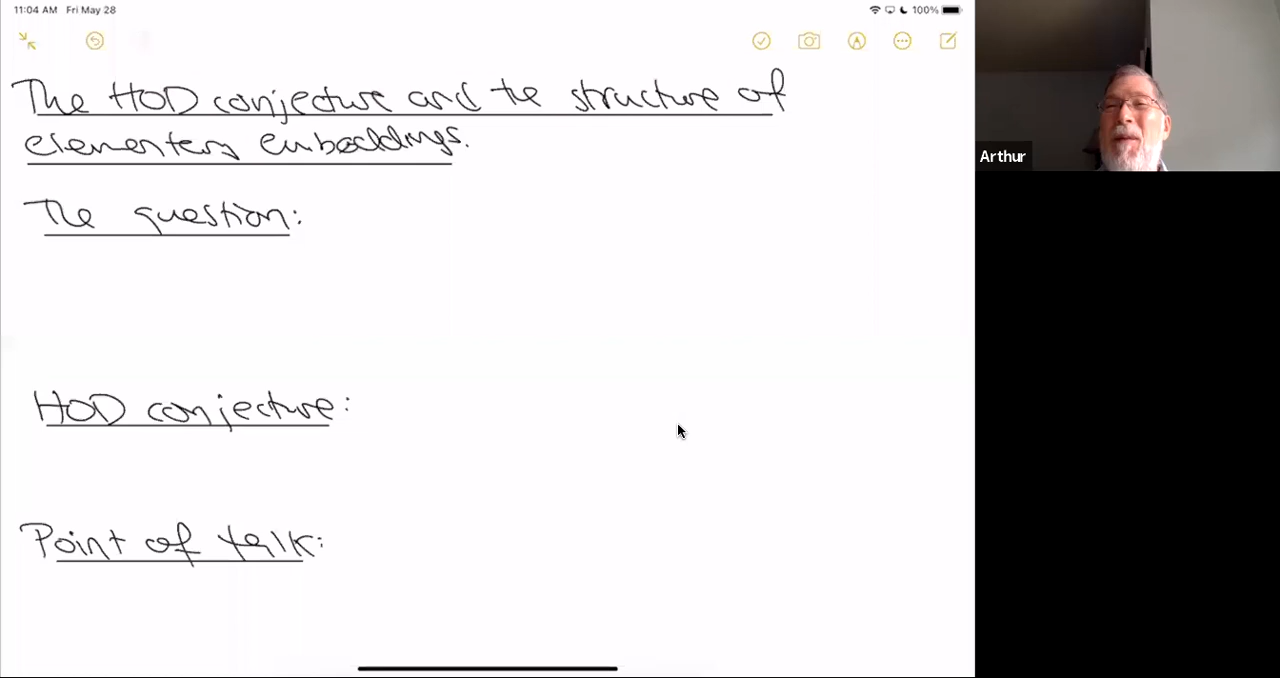 11:04 AM Fri May 28
100%
The HOD conjecture and the structure of
elementary embeddings.
The question:
Arthur
HOD conjecture:
Point of talk: